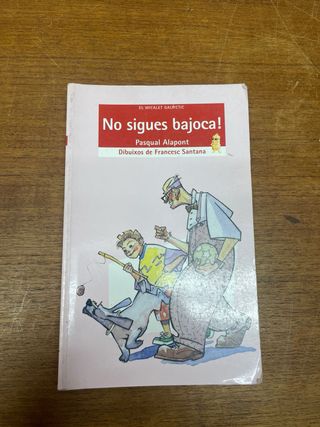 EL MICALET GALÀCTIC
No sigues bajoca!
Pasqual Alapont
Dibuixos de Francesc Santana